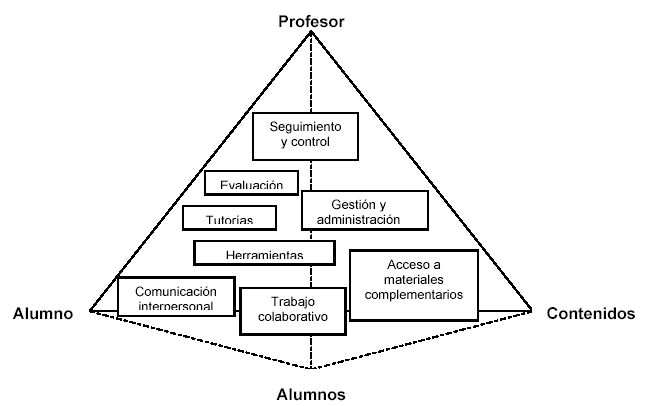 Profesor
Seguimiento
y control
Evaluación
Gestión y
administración
Tutorías
Herramientas
Acceso a
materiales
complementarios
Comunicación
interpersonal
Trabajo
colaborativo
Alumno
Contenidos
Alumnos